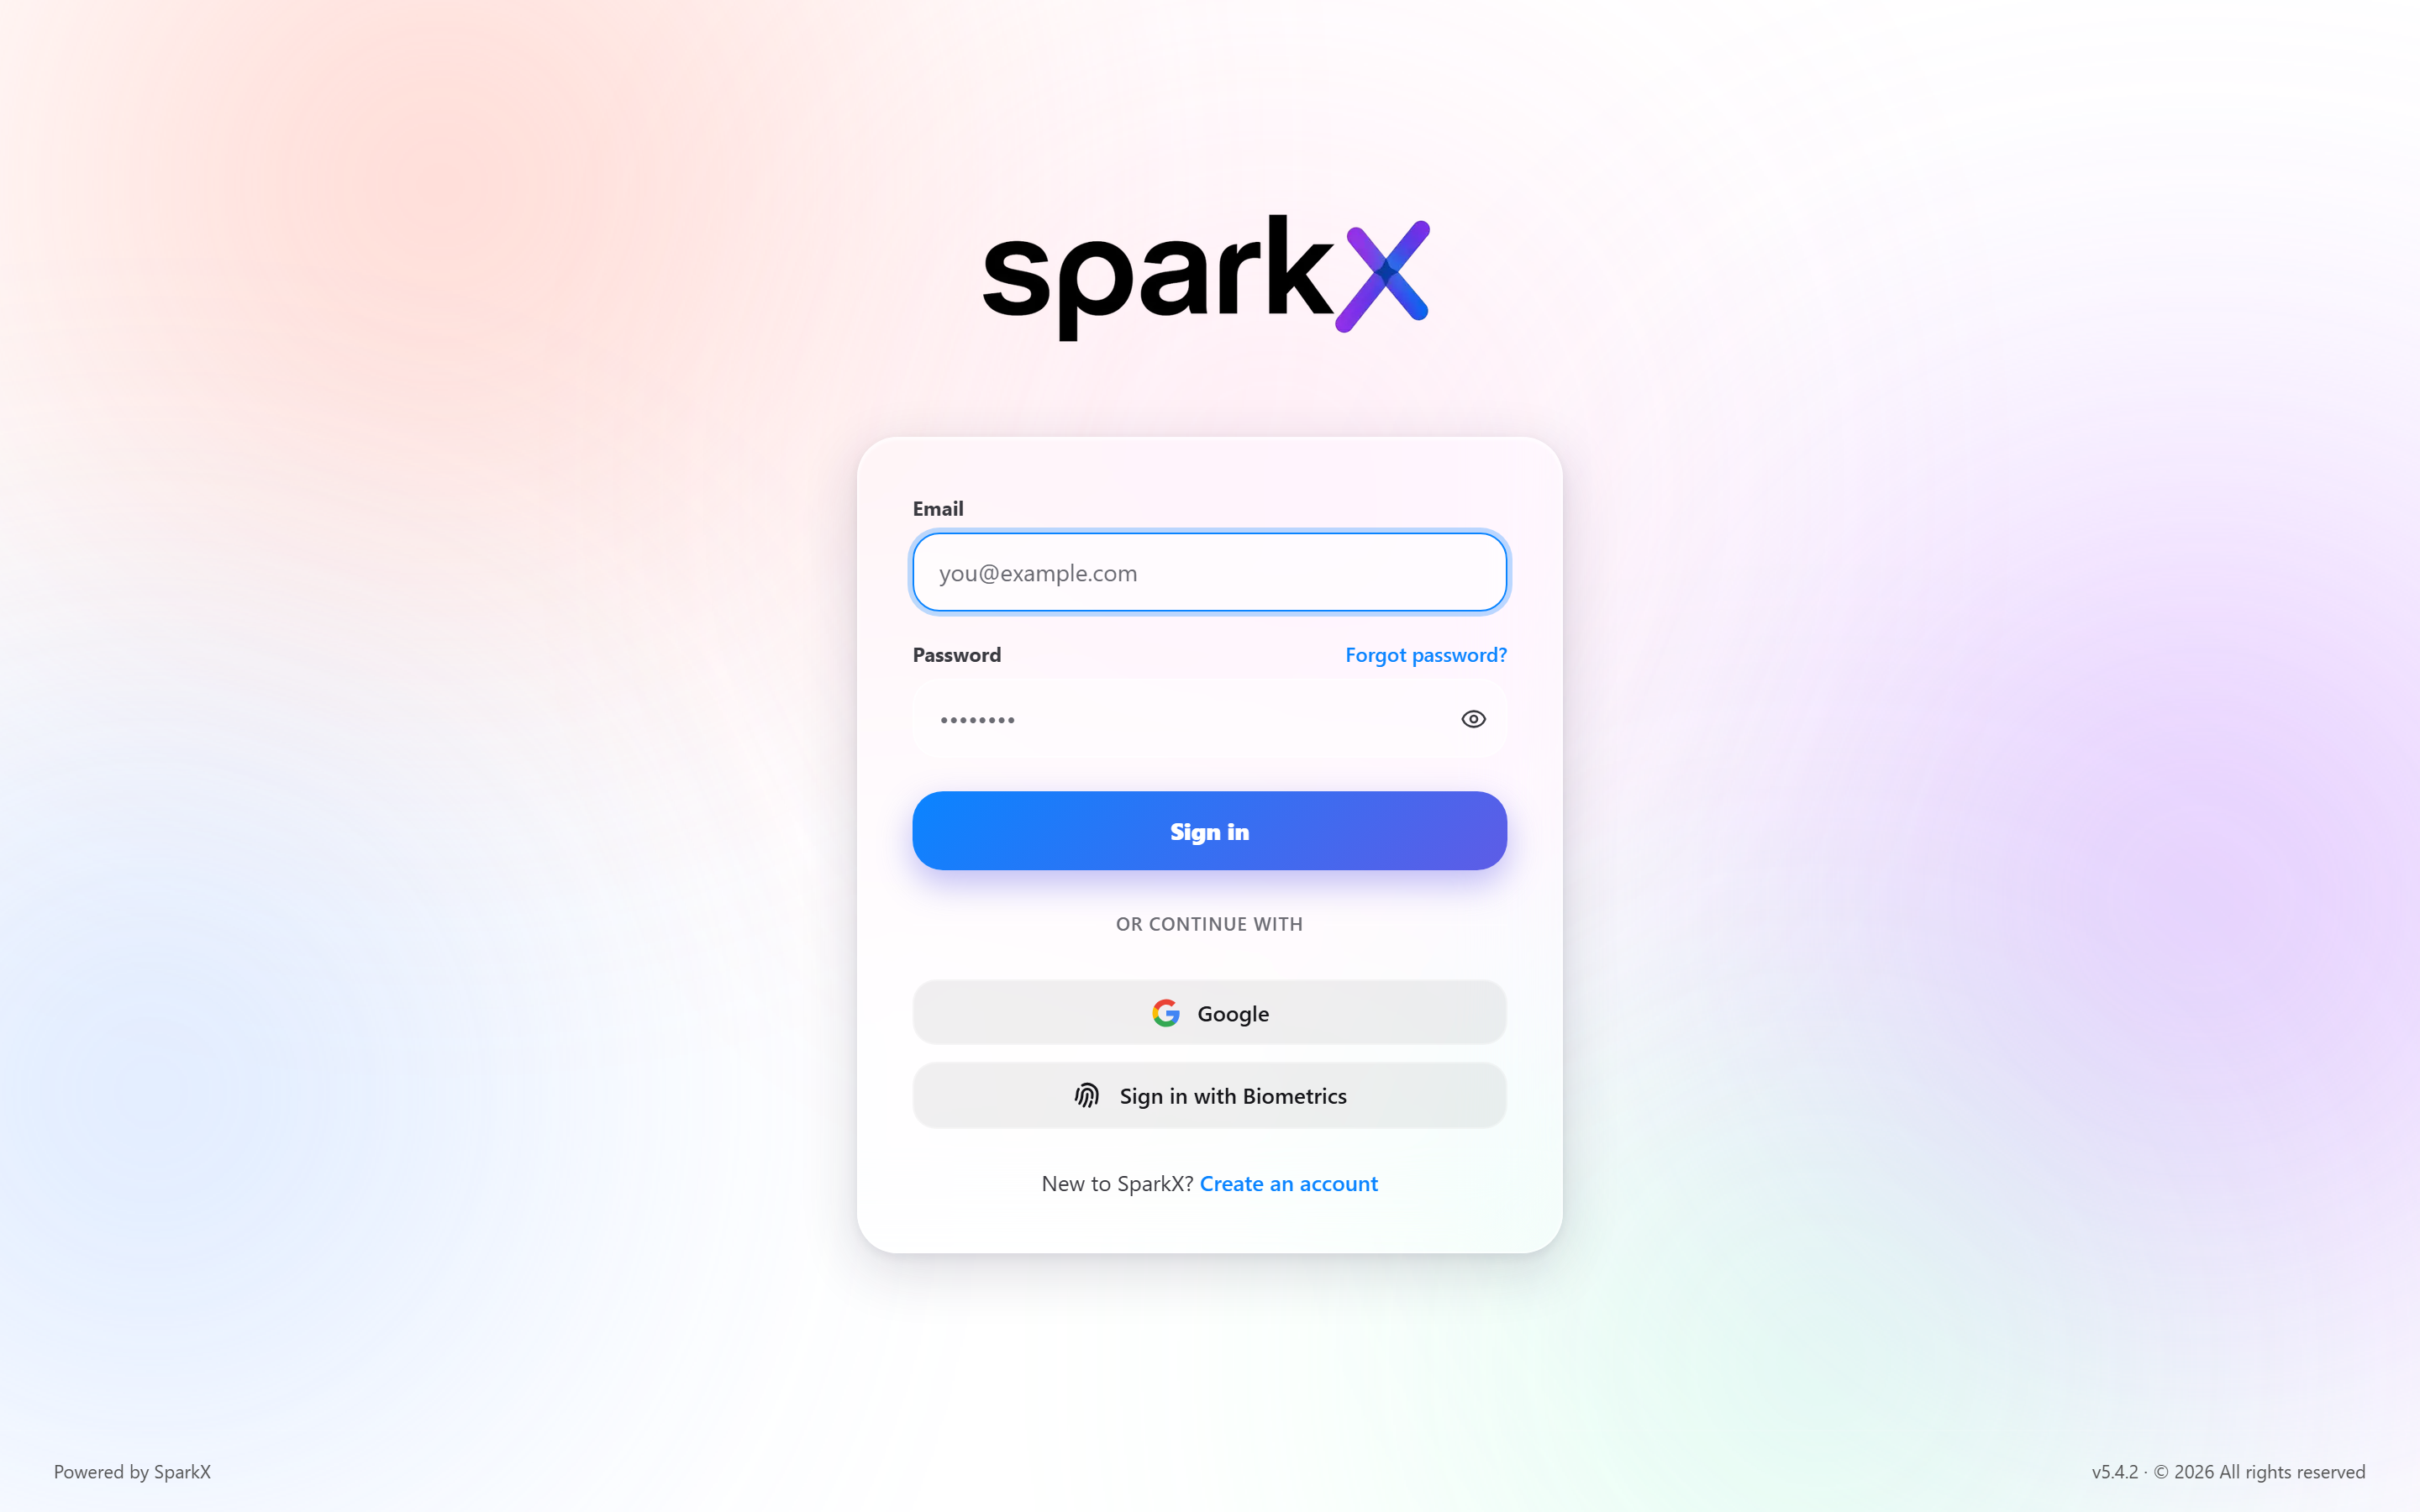 sparkX
Email
you@example.com
Password
Forgot password?
••••••••
Sign in
OR CONTINUE WITH
Google
Sign in with Biometrics
New to SparkX? Create an account
Powered by SparkX
v5.4.2 · © 2026 All rights reserved